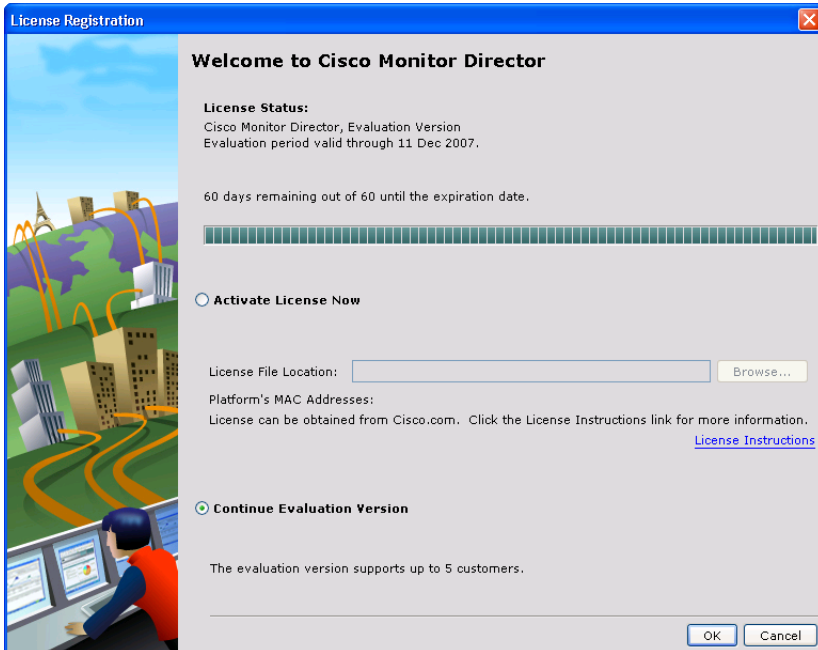 License Registration
Welcome to Cisco Monitor Director
License Status:
Cisco Monitor Director, Evaluation Version
Evaluation period valid through 11 Dec 2007.
60 days remaining out of 60 until the expiration date.
Activate License Now
License File Location:
Browse...
Platform's MAC Addresses:
License can be obtained from Cisco.com. Click the License Instructions link for more information.
License Instructions
Continue Evaluation Version
The evaluation version supports up to 5 customers.
OK
Cancel